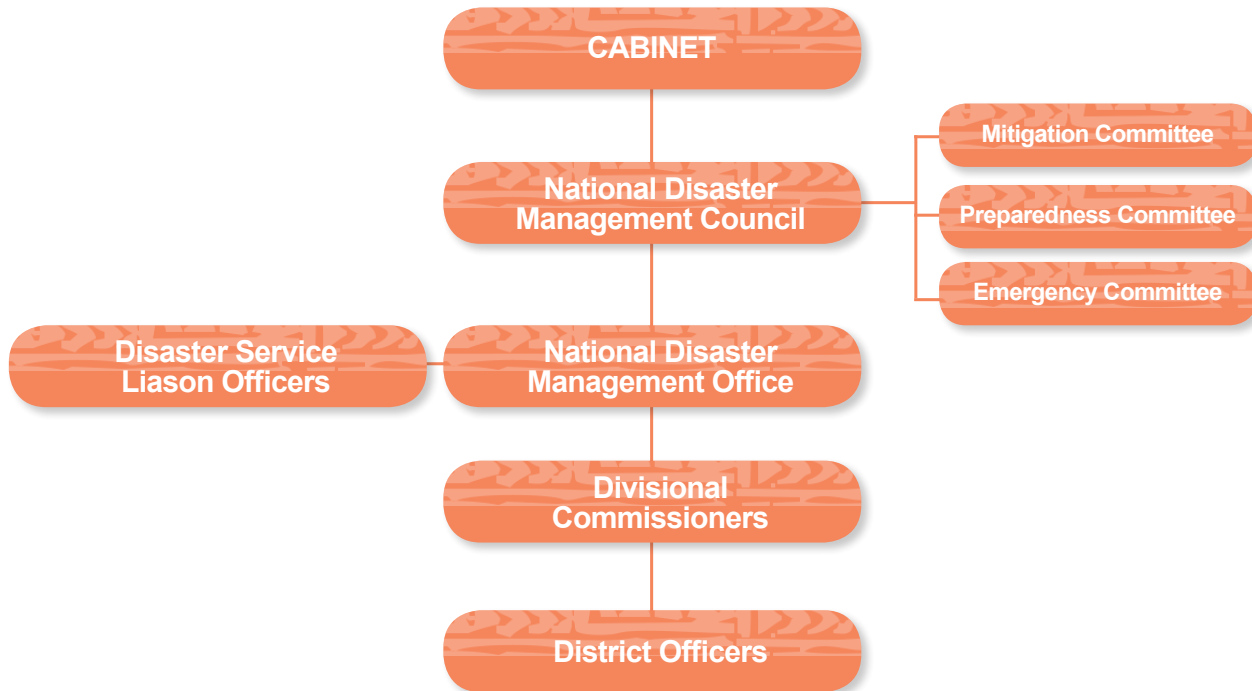 CABINET
Mitigation Committee
National Disaster
Management Council
Preparedness Committee
Emergency Committee
Disaster Service
Liason Officers
National Disaster
Management Office
Divisional
Commissioners
District Officers